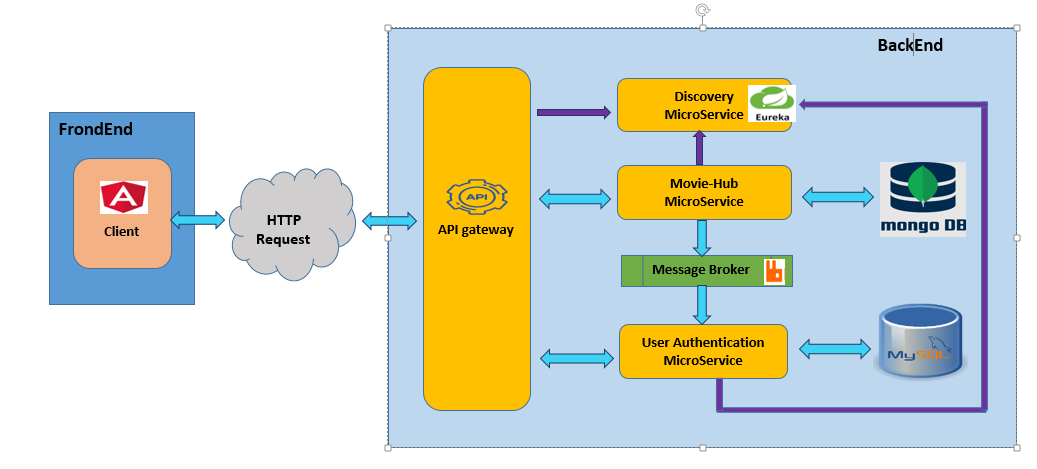 BackEnd
FrondEnd
Client
HTTP
Request
API
API gateway
Discovery
MicroService
Eureka
Movie-Hub
MicroService
mongo DB
Message Broker
User Authentication
MicroService
MySQL